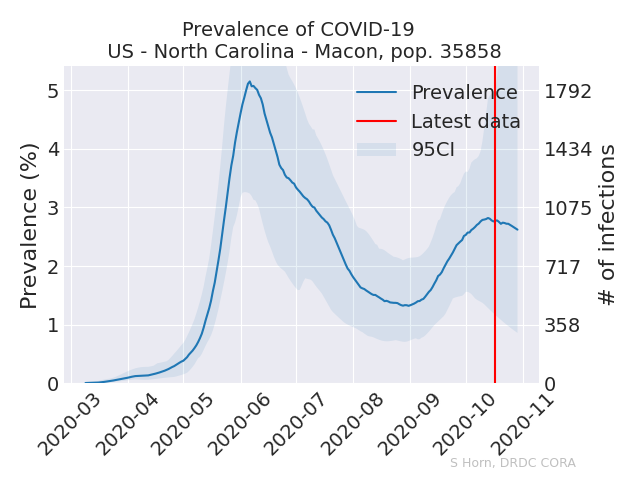 Prevalence of COVID-19
US - North Carolina - Macon, pop. 35858
Prevalence (%)
5
4
3
2
1
0
1792
1434
1075
717
358
0
# of infections
Prevalence
Latest data
95CI
2020-03
2020-04
2020-05
2020-06
2020-07
2020-08
2020-09
2020-10
2020-11
S Horn, DRDC CORA